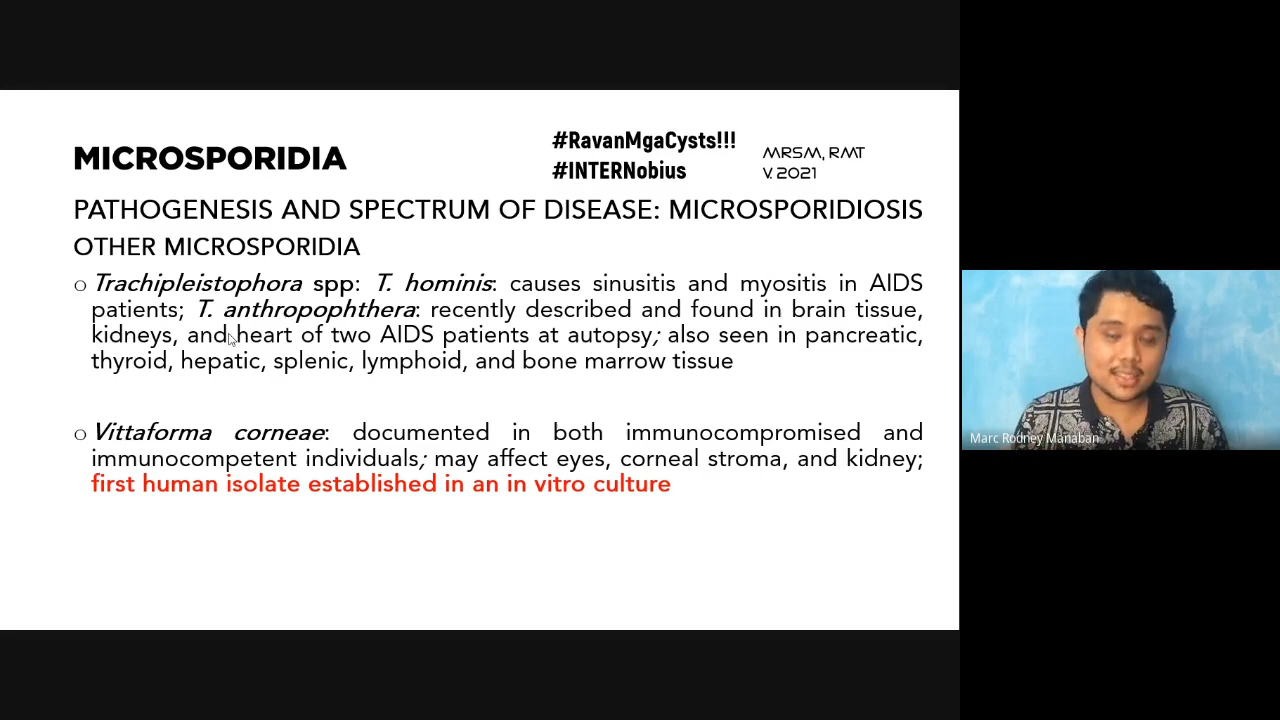 MICROSPORIDIA
#RavanMgaCysts!!!
#INTERNobius
MRSM, RMT
V. 2021
PATHOGENESIS AND SPECTRUM OF DISEASE: MICROSPORIDIOSIS
OTHER MICROSPORIDIA
○ Trachipleistophora spp: T. hominis: causes sinusitis and myositis in AIDS
patients; T. anthropophthera: recently described and found in brain tissue,
kidneys, and heart of two AIDS patients at autopsy; also seen in pancreatic,
thyroid, hepatic, splenic, lymphoid, and bone marrow tissue
○ Vittaforma corneae: documented in both immunocompromised and
immunocompetent individuals; may affect eyes, corneal stroma, and kidney;
first human isolate established in an in vitro culture
Marc Rodney Manaban